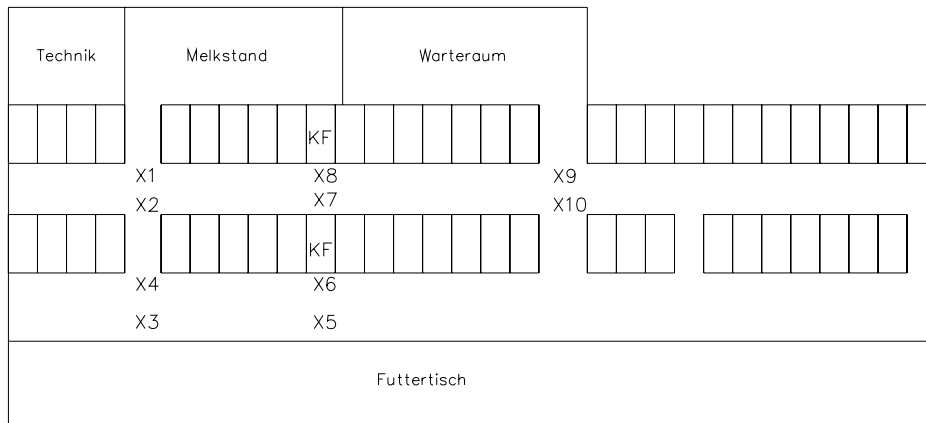 Technik Melkstand Warteraum
KF
X1 X8 X9
X2 X7 X10
KF
X4 X6
X3 X5
Futtertisch